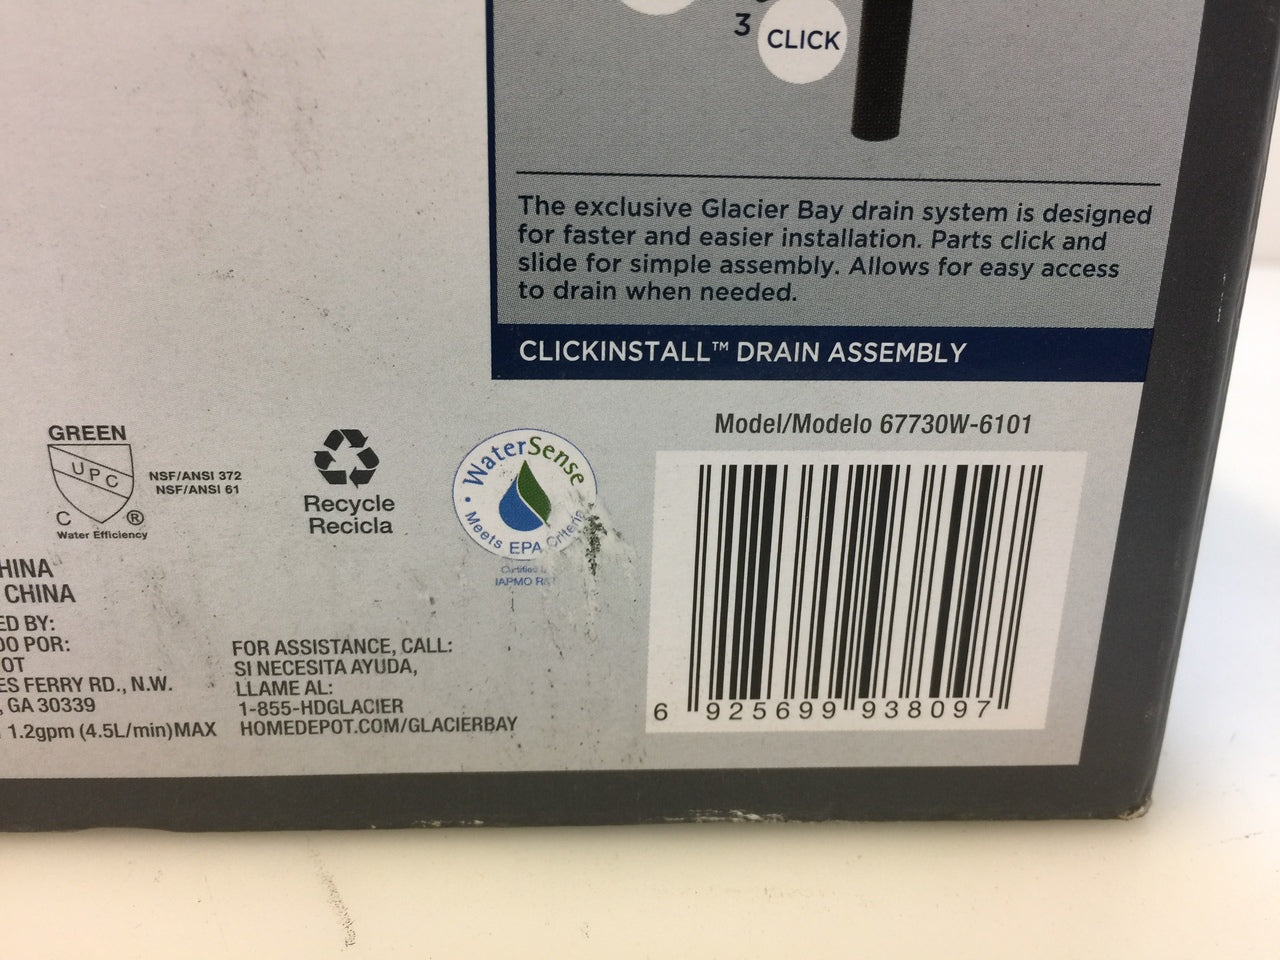 3 CLICK
The exclusive Glacier Bay drain system is designed
for faster and easier installation. Parts click and
slide for simple assembly. Allows for easy access
to drain when needed.
CLICKINSTALL™ DRAIN ASSEMBLY
Model/Modelo 67730W-6101
6 925699 938097
GREEN
UPC
C ®
Water Efficiency
NSF/ANSI 372
NSF/ANSI 61
Recycle
Recicla
WaterSense
Meets EPA Criteria
Certified
IAPMO R&T
HINA
CHINA
ED BY:
DO POR:
OT
ES FERRY RD., N.W.
, GA 30339
1.2gpm (4.5L/min)MAX
FOR ASSISTANCE, CALL:
SI NECESITA AYUDA,
LLAME AL:
1-855-HDGLACIER
HOMEDEPOT.COM/GLACIERBAY